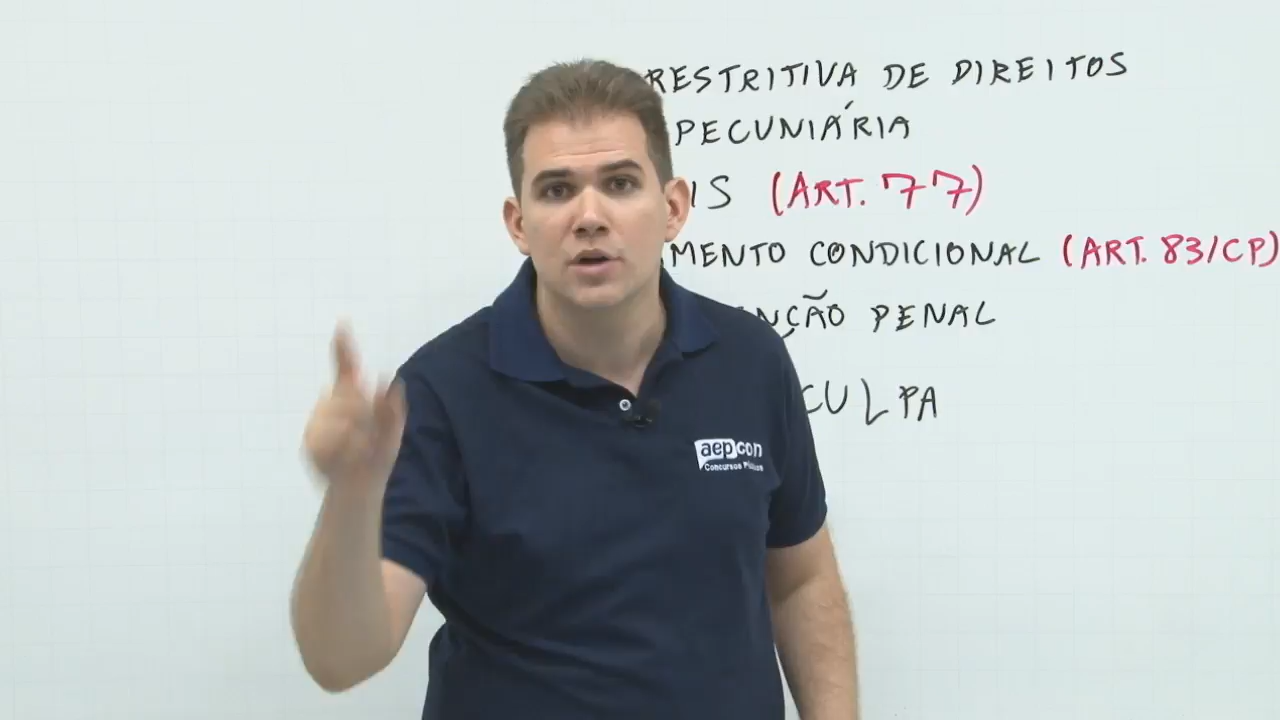 RESTRITIVA DE DIREITOS
PECUNIÁRIA
IS (ART. 77)
MENTO CONDICIONAL (ART. 83/CP)
NÇÃO PENAL
CULPA
aepcon
Concursos Públicos